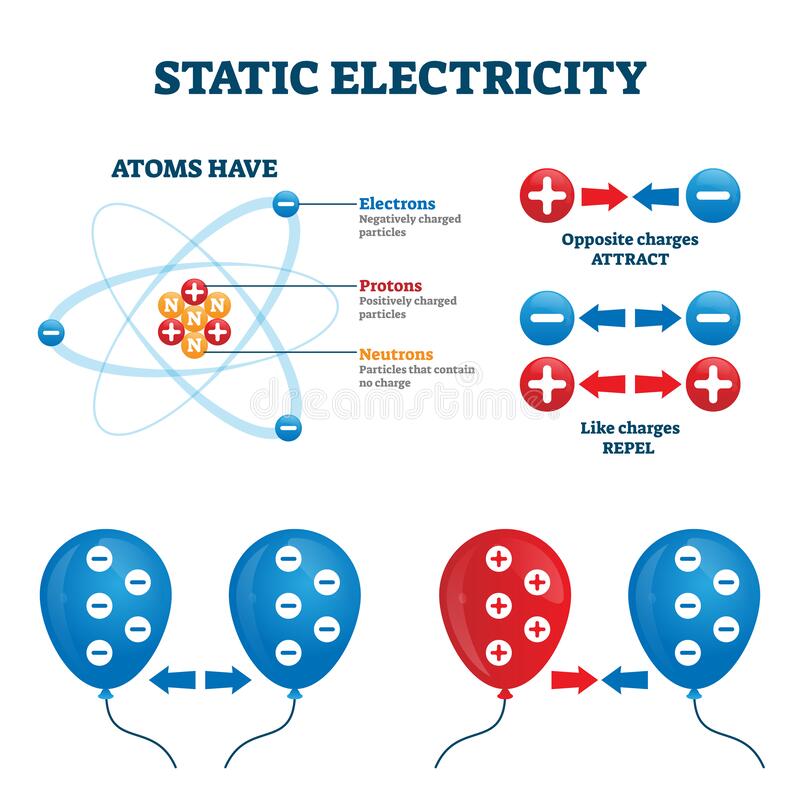 STATIC ELECTRICITY
ATOMS HAVE
Electrons
Negatively charged
particles
Protons
Positively charged
particles
Neutrons
Particles that contain
no charge
+
N N
N
+ +
N
−
−
−
+ −
Opposite charges
ATTRACT
− −
+ +
Like charges
REPEL
dreamstime
− − − − −
− − − − −
+ + + + +
− − − − −